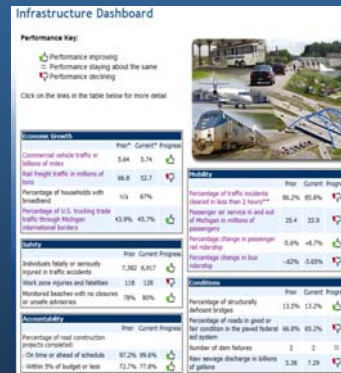 Infrastructure Dashboard
Performance Key:
Performance improving
= Performance staying about the same
Performance declining
Click on the links in the table below for more detail
Economic Growth
Prior* Current* Progress
Commercial vehicle traffic in
billions of miles
5.64 5.74
Rail freight traffic in millions of
tons
66.8 52.7
Percentage of households with
broadband
n/a 67%
Percentage of U.S. trucking trade
traffic through Michigan
international borders
43.9% 45.7%
Safety
Prior Current Progress
Individuals fatally or seriously
injured in traffic accidents
7,382 6,917
Work zone injuries and fatalities 118 128
Monitored beaches with no closures
or unsafe advisories
78% 80%
Accountability
Prior Current Progress
Percentage of road construction
projects completed:
- On time or ahead of schedule 97.2% 99.6%
- Within 5% of budget or less 72.7% 77.8%
Mobility
Prior Current Progre
Percentage of traffic incidents
cleared in less than 2 hours**
86.2% 85.8%
Passenger air service in and out
of Michigan in millions of
passengers
35.4 33.9
Percentage change in passenger
rail ridership
-5.6% +8.7%
Percentage change in bus
ridership
-.62% -3.65%
Conditions
Prior Current Progre
Percentage of structurally
deficient bridges
13.5% 13.2%
Percentage of roads in good or
fair condition in the paved federal
aid system
66.8% 65.2%
Number of dam failures 2 2 =
Raw sewage discharge in billions
of gallons
5.38 7.29